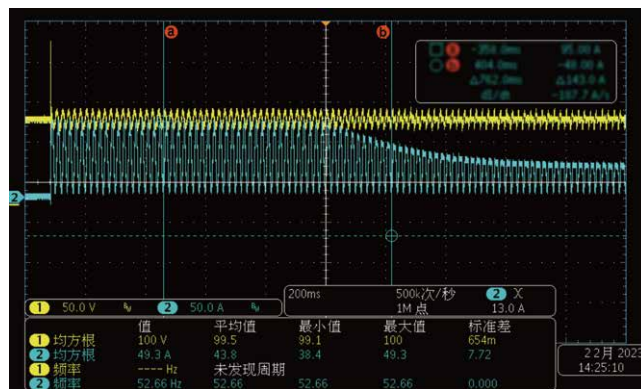 a b
a -358.0ms 95.00 A
b 404.0ms -48.00 A
△762.0ms △143.0 A
dI/dt -187.7 A/s
2
1 50.0 V 2 50.0 A
200ms 500k次/秒 2 X
1M 点 13.0 A
值 平均值 最小值 最大值 标准差
1 均方根 100 V 99.5 99.1 100 654m
2 均方根 49.3 A 43.8 38.4 49.3 7.72
1 频率 ---- Hz 未发现周期
2 频率 52.66 Hz 52.66 52.66 52.66 0.000
2 2月 2023
14:25:10